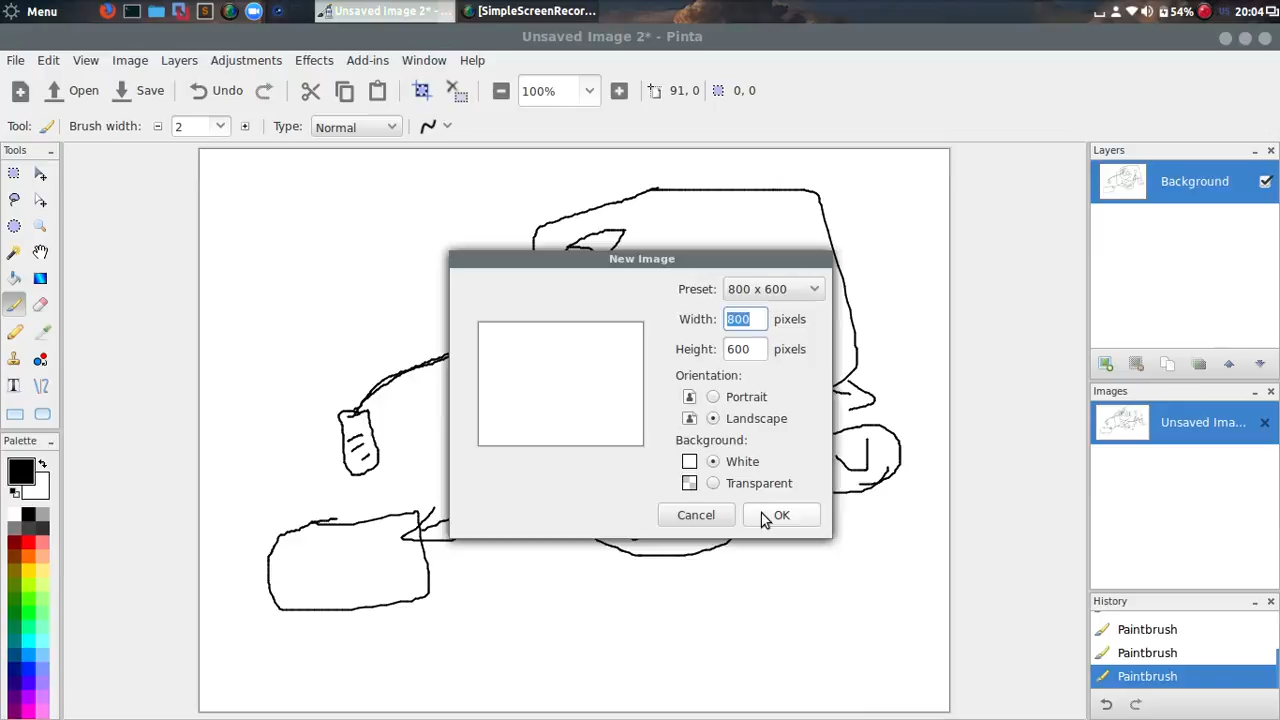 Menu Unsaved Image 2* - ... [SimpleScreenRecor... 54% US 20:04
Unsaved Image 2* - Pinta
File Edit View Image Layers Adjustments Effects Add-ins Window Help
Open Save Undo 100% 91, 0 0, 0
Tool: Brush width: 2 Type: Normal
Tools
Layers
Background
New Image
Preset: 800 x 600
Width: 800 pixels
Height: 600 pixels
Orientation:
Portrait
Landscape
Background:
White
Transparent
Cancel OK
Images
Unsaved Ima...
Palette
History
Paintbrush
Paintbrush
Paintbrush